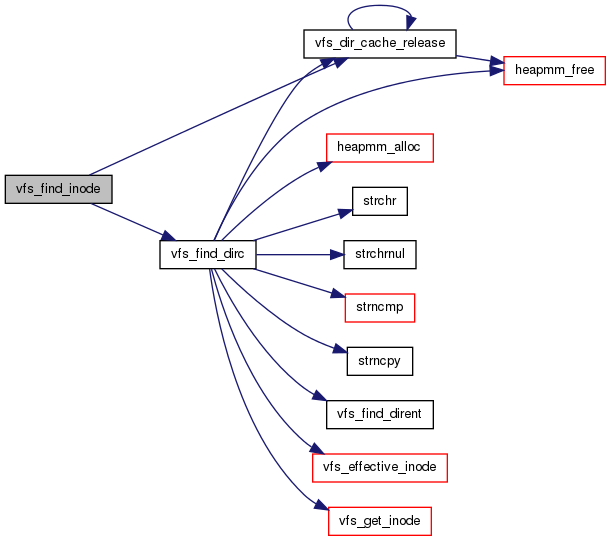 vfs_dir_cache_release
heapmm_free
heapmm_alloc
vfs_find_inode
strchr
vfs_find_dirc
strchrnul
strncmp
strncpy
vfs_find_dirent
vfs_effective_inode
vfs_get_inode